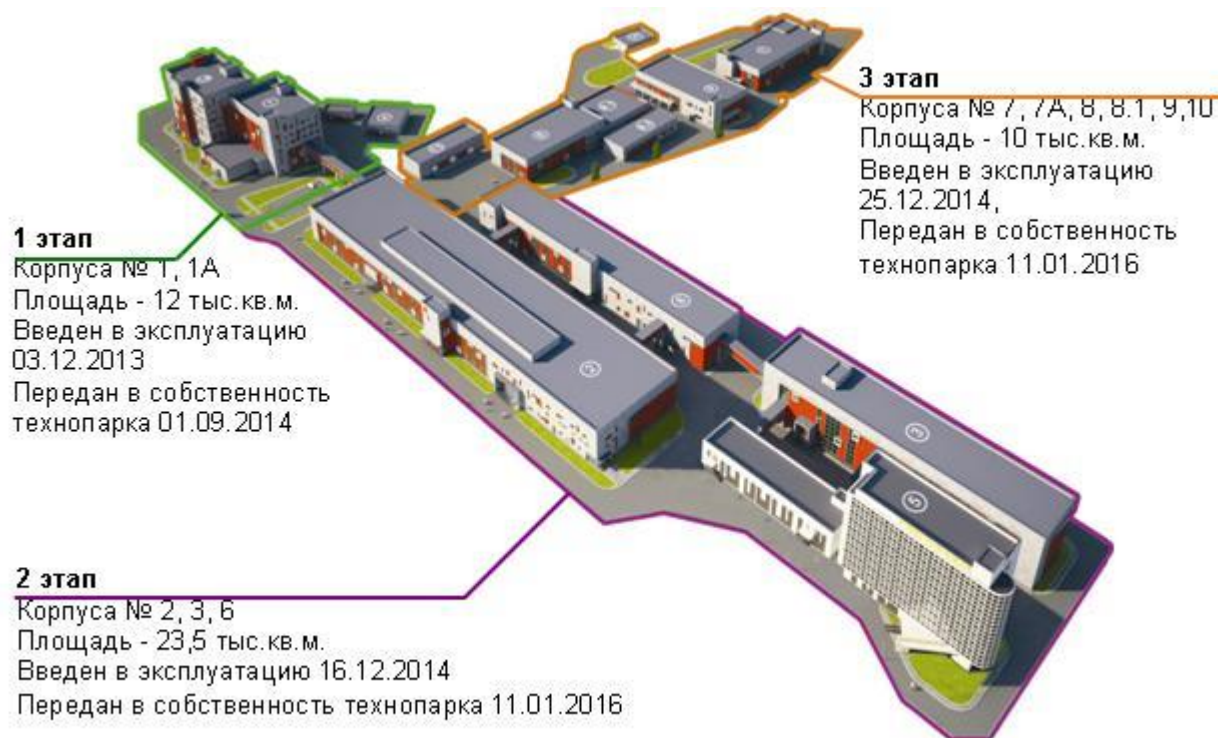 3 этап
Корпуса № 7, 7А, 8, 8.1, 9,10
Площадь - 10 тыс.кв.м.
Введен в эксплуатацию
25.12.2014,
Передан в собственность
технопарка 11.01.2016
1 этап
Корпуса № 1, 1А
Площадь - 12 тыс.кв.м.
Введен в эксплуатацию
03.12.2013
Передан в собственность
технопарка 01.09.2014
2
3
5
2 этап
Корпуса № 2, 3, 6
Площадь - 23,5 тыс.кв.м.
Введен в эксплуатацию 16.12.2014
Передан в собственность технопарка 11.01.2016